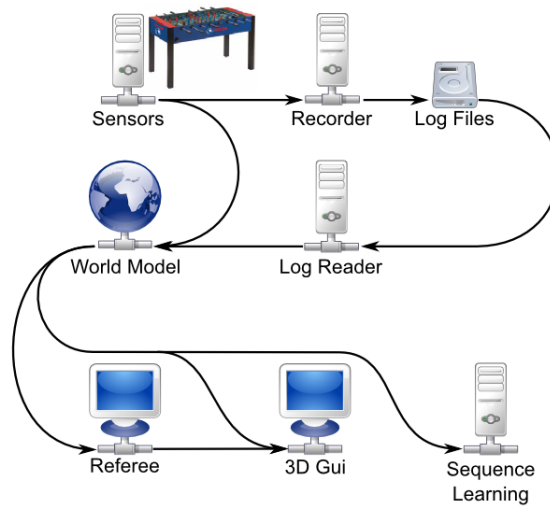 Sensors
Recorder
Log Files
World Model
Log Reader
Referee
3D Gui
Sequence
Learning